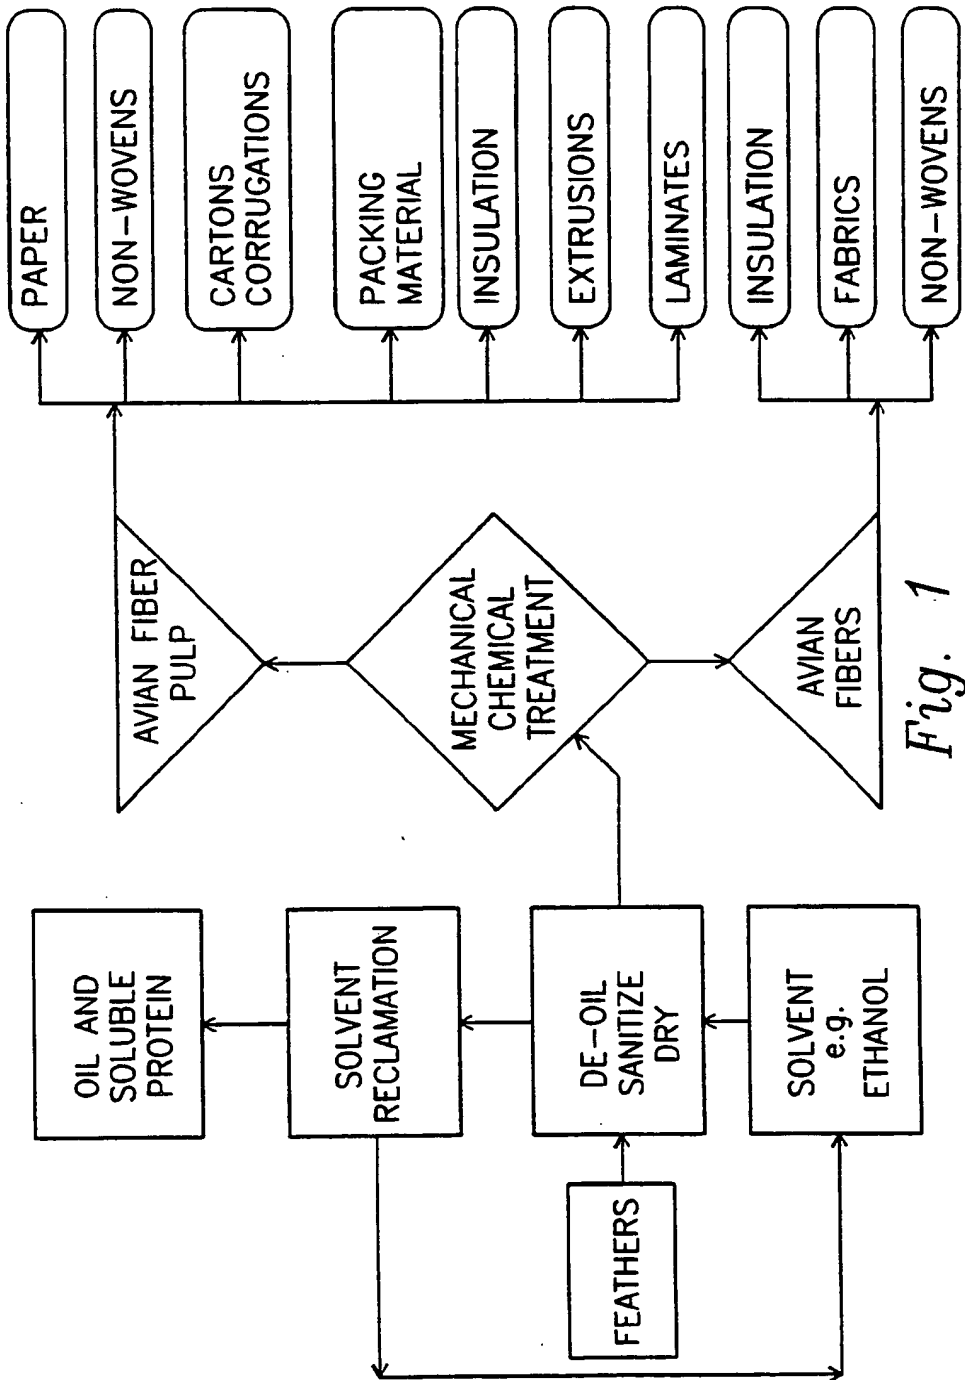 OIL AND
SOLUBLE
PROTEIN
SOLVENT
RECLAMATION
FEATHERS
DE-OIL
SANITIZE
DRY
SOLVENT
e.g.
ETHANOL
AVIAN FIBER
PULP
MECHANICAL
CHEMICAL
TREATMENT
AVIAN
FIBERS
PAPER
NON-WOVENS
CARTONS
CORRUGATIONS
PACKING
MATERIAL
INSULATION
EXTRUSIONS
LAMINATES
INSULATION
FABRICS
NON-WOVENS
Fig. 1